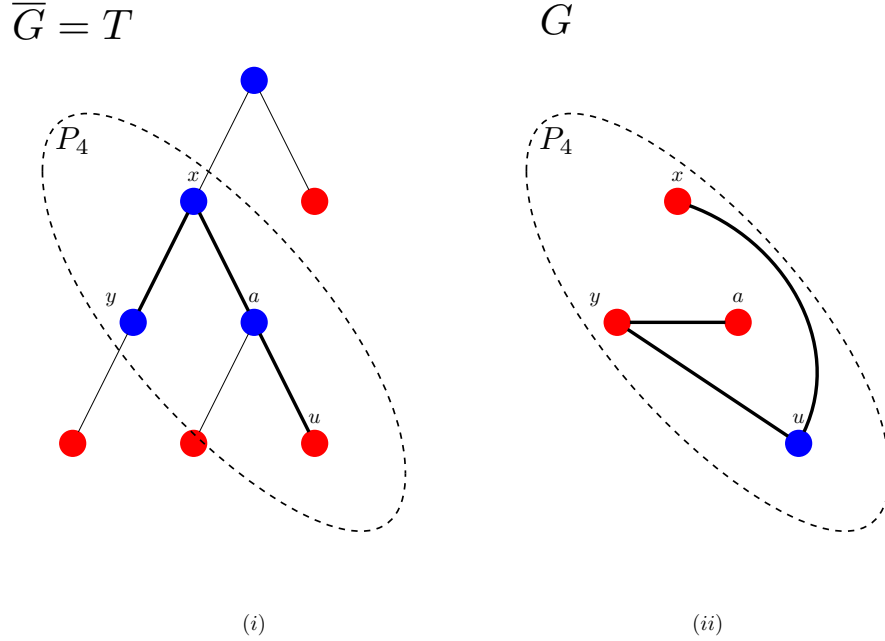 $\overline{G} = T$
$G$
$P_4$
$P_4$
x
x
y
a
y
a
u
u
(i)
(ii)